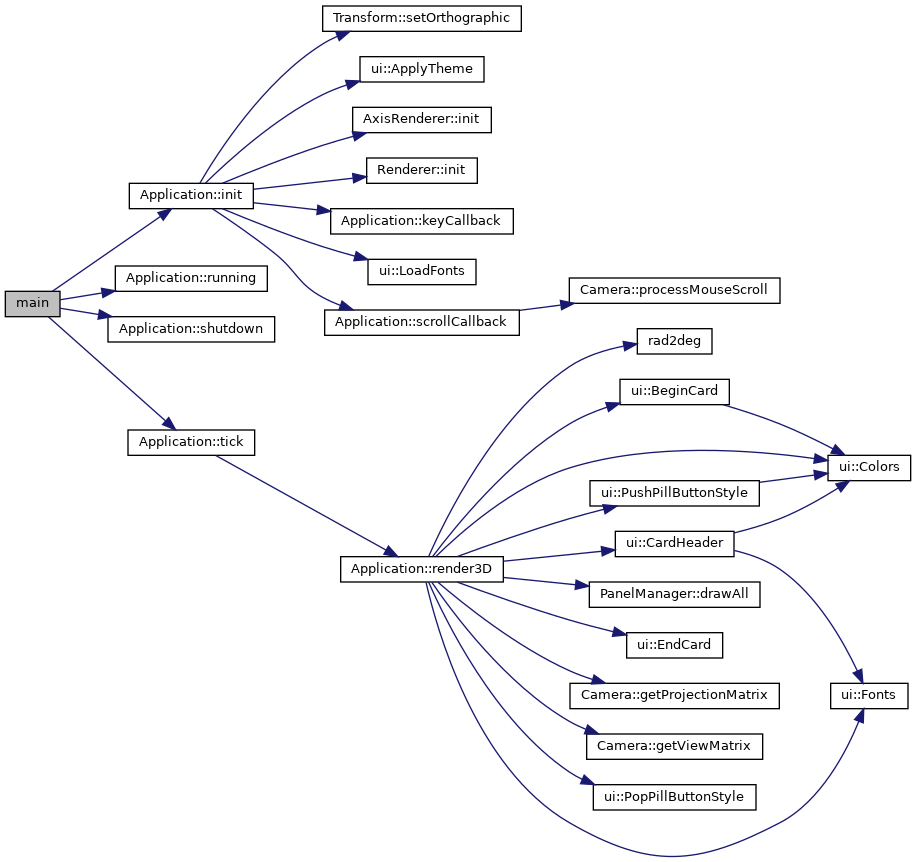 Transform::setOrthographic
ui::ApplyTheme
AxisRenderer::init
Renderer::init
Application::init
Application::keyCallback
ui::LoadFonts
Application::running
Camera::processMouseScroll
main
Application::scrollCallback
Application::shutdown
rad2deg
ui::BeginCard
Application::tick
ui::Colors
ui::PushPillButtonStyle
ui::CardHeader
Application::render3D
PanelManager::drawAll
ui::EndCard
Camera::getProjectionMatrix
ui::Fonts
Camera::getViewMatrix
ui::PopPillButtonStyle